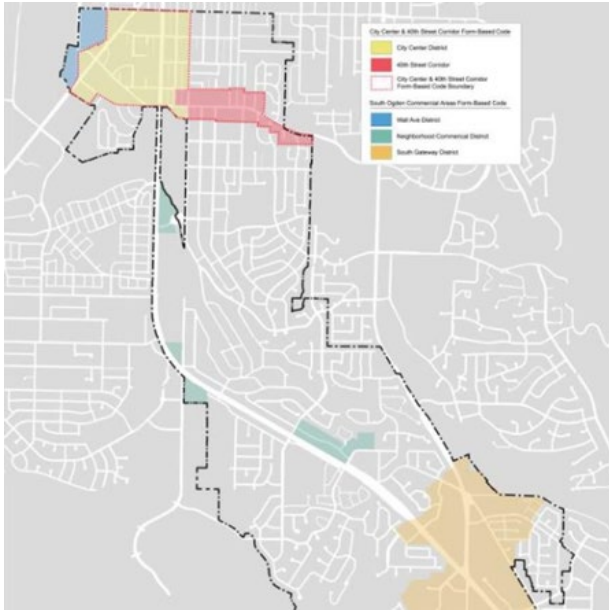 City Center & 40th Street Corridor Form-Based Code
City Center District
40th Street Corridor
City Center & 40th Street Corridor
Form-Based Code Boundary
South Ogden Commercial Areas Form-Based Code
Wall Ave District
Neighborhood Commerical District
South Gateway District